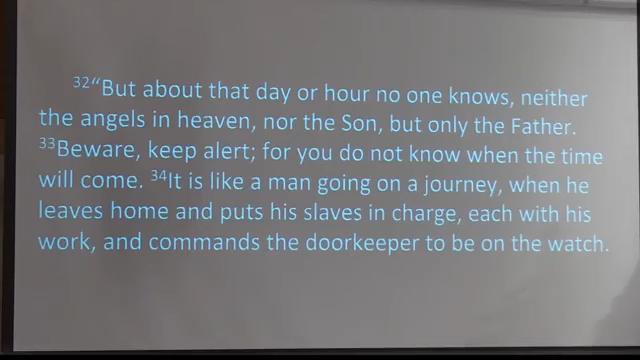 32“But about that day or hour no one knows, neither
the angels in heaven, nor the Son, but only the Father.
33Beware, keep alert; for you do not know when the time
will come. 34It is like a man going on a journey, when he
leaves home and puts his slaves in charge, each with his
work, and commands the doorkeeper to be on the watch.